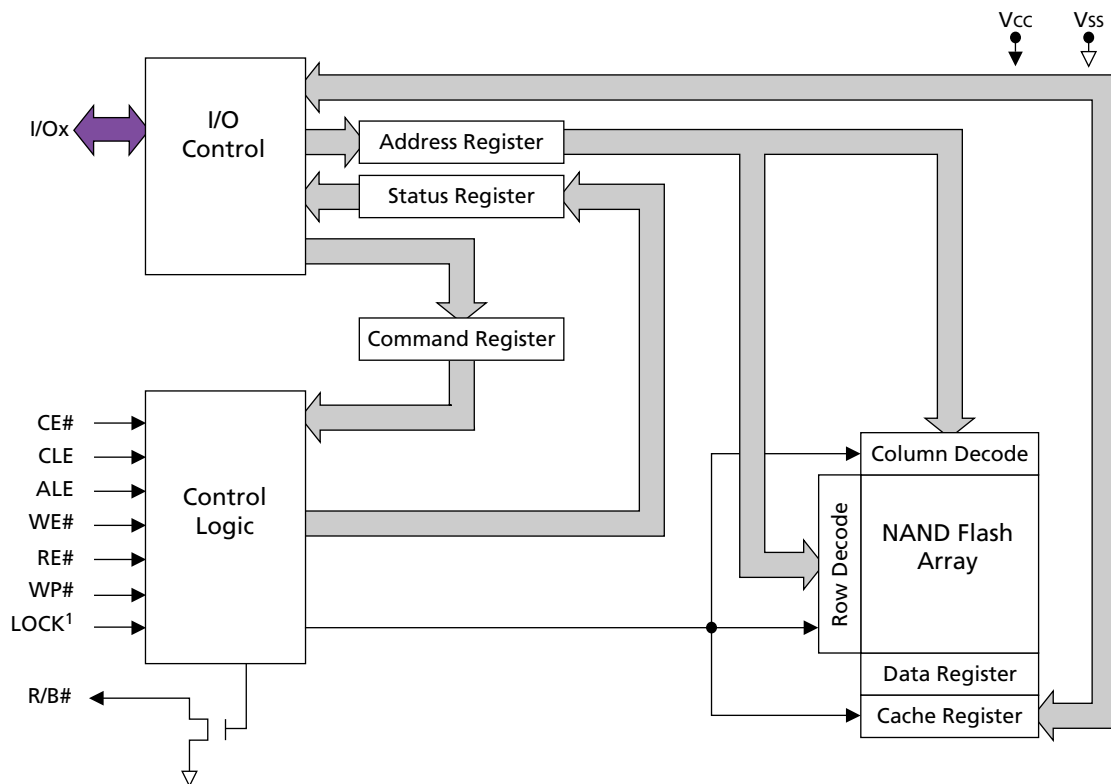 Vcc
Vss
I/Ox
I/O
Control
Address Register
Status Register
Command Register
CE#
CLE
ALE
WE#
RE#
WP#
LOCK¹
Control
Logic
R/B#
Column Decode
Row Decode
NAND Flash
Array
Data Register
Cache Register